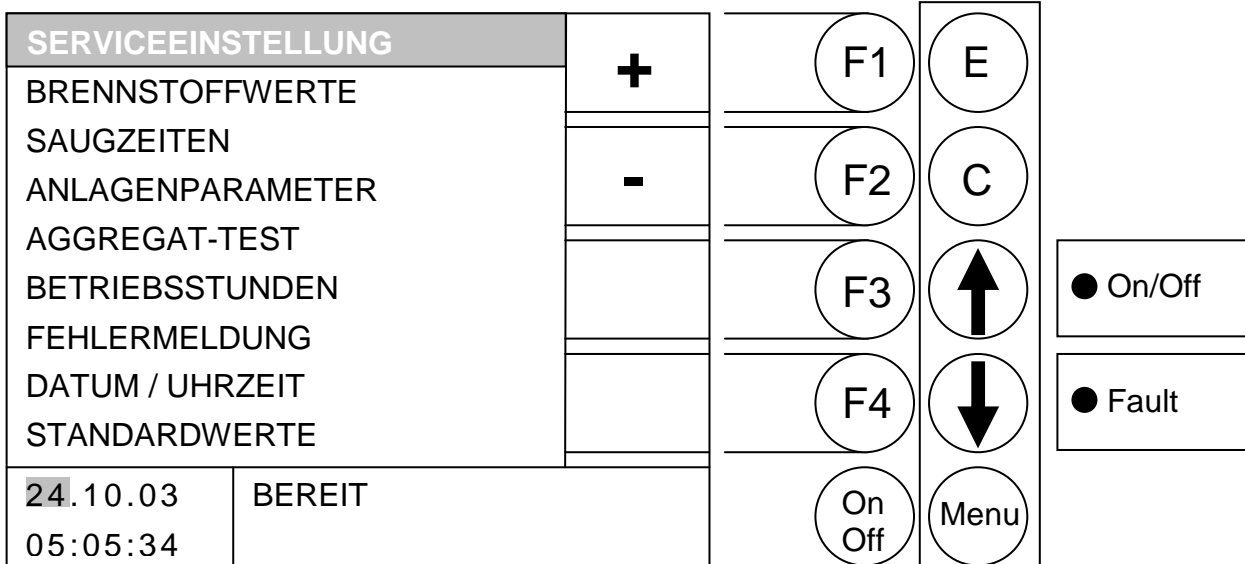 SERVICEEINSTELLUNG
BRENNSTOFFWERTE
SAUGZEITEN
ANLAGENPARAMETER
AGGREGAT-TEST
BETRIEBSSTUNDEN
FEHLERMELDUNG
DATUM / UHRZEIT
STANDARDWERTE
24.10.03
05:05:34
BEREIT
+
-
F1
F2
F3
F4
On
Off
E
C
Menu
On/Off
Fault